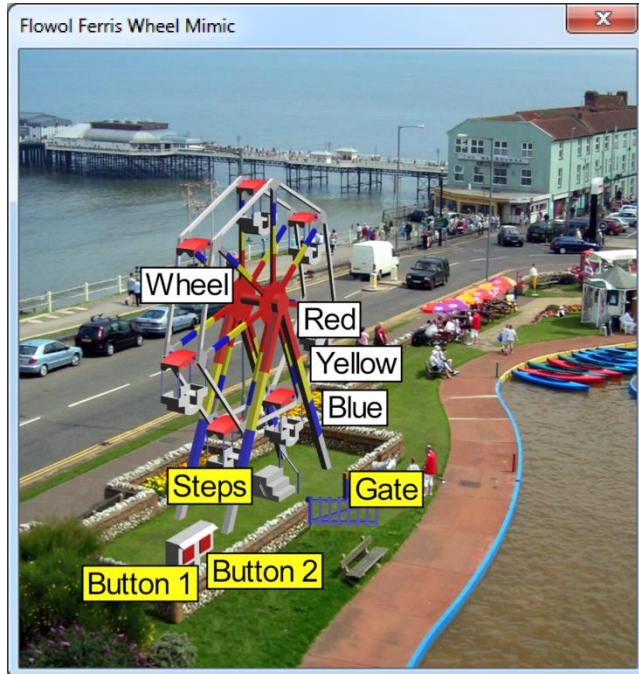 Flowol Ferris Wheel Mimic
Wheel
Red
Yellow
Blue
Steps
Gate
Button 1
Button 2